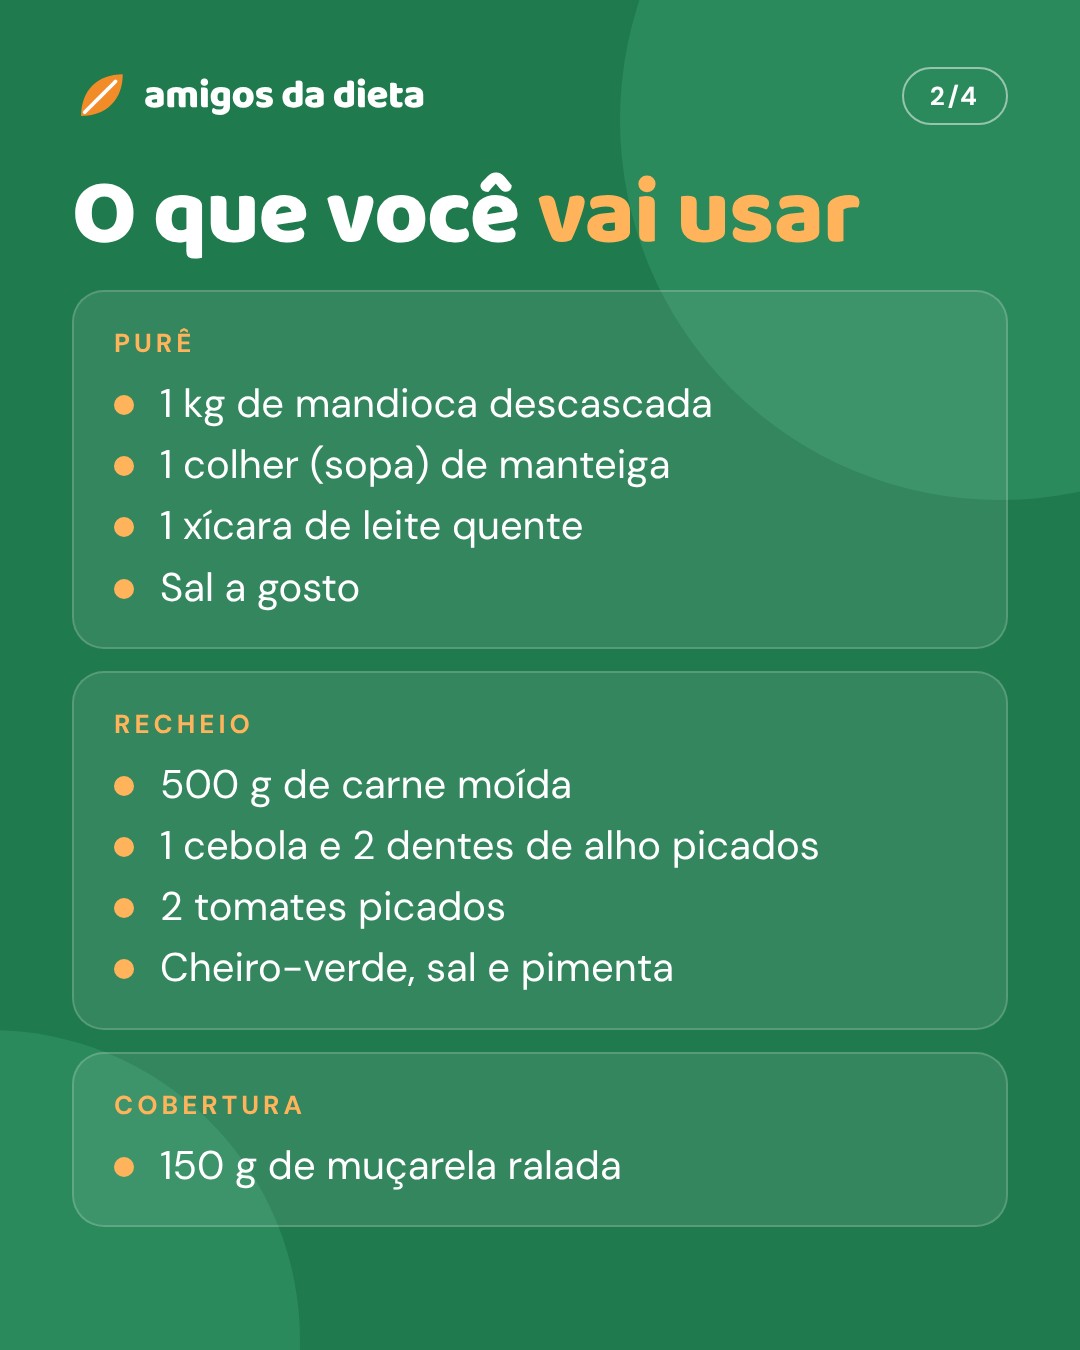 amigos da dieta
2/4
O que você vai usar
PURÊ
1 kg de mandioca descascada
1 colher (sopa) de manteiga
1 xícara de leite quente
Sal a gosto
RECHEIO
500 g de carne moída
1 cebola e 2 dentes de alho picados
2 tomates picados
Cheiro-verde, sal e pimenta
COBERTURA
150 g de muçarela ralada